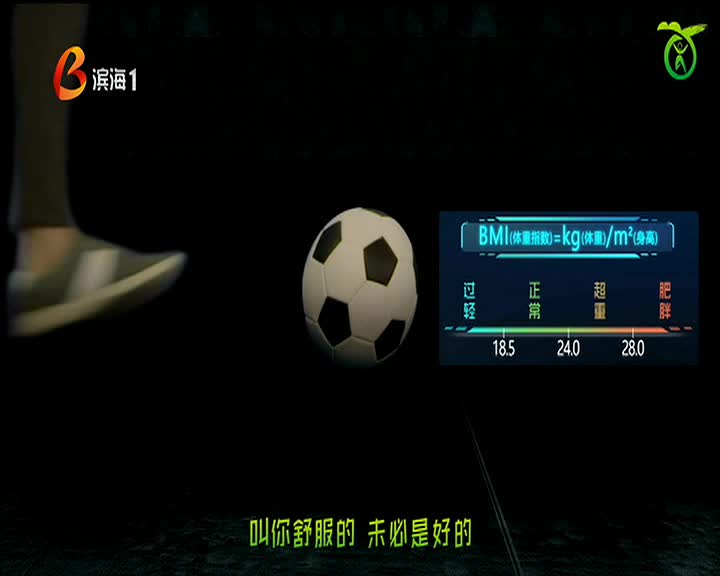 滨海1
BMI(体重指数)=kg(体重)/m²(身高)
过轻 正常 超重 肥胖
18.5 24.0 28.0
叫你舒服的 未必是好的